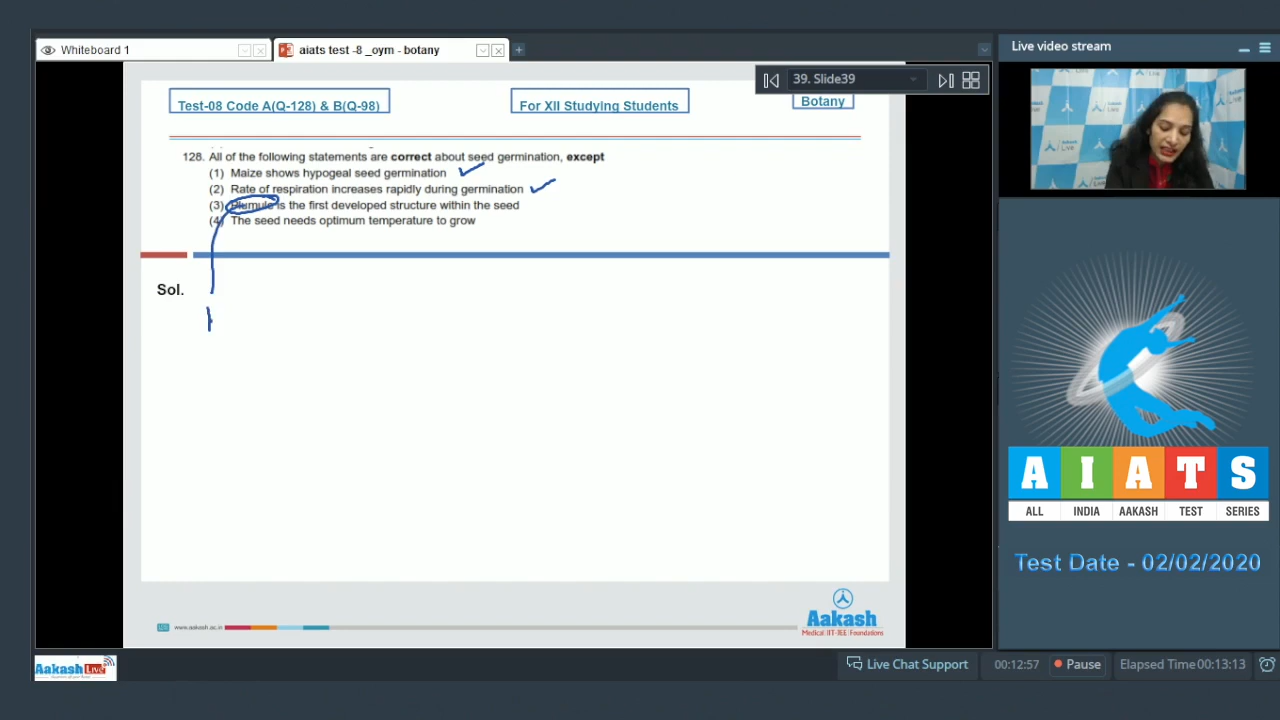 Whiteboard 1
aiats test -8 _oym - botany
Live video stream
39. Slide39
Test-08 Code A(Q-128) & B(Q-98)
For XII Studying Students
Botany
128. All of the following statements are correct about seed germination, except
(1) Maize shows hypogeal seed germination
(2) Rate of respiration increases rapidly during germination
(3) Plumule is the first developed structure within the seed
(4) The seed needs optimum temperature to grow
Sol.
A I A T S
ALL INDIA AAKASH TEST SERIES
Test Date - 02/02/2020
www.aakash.ac.in
Aakash
Medical|IIT-JEE|Foundations
Aakash Live
Live Chat Support
00:12:57
Pause
Elapsed Time 00:13:13